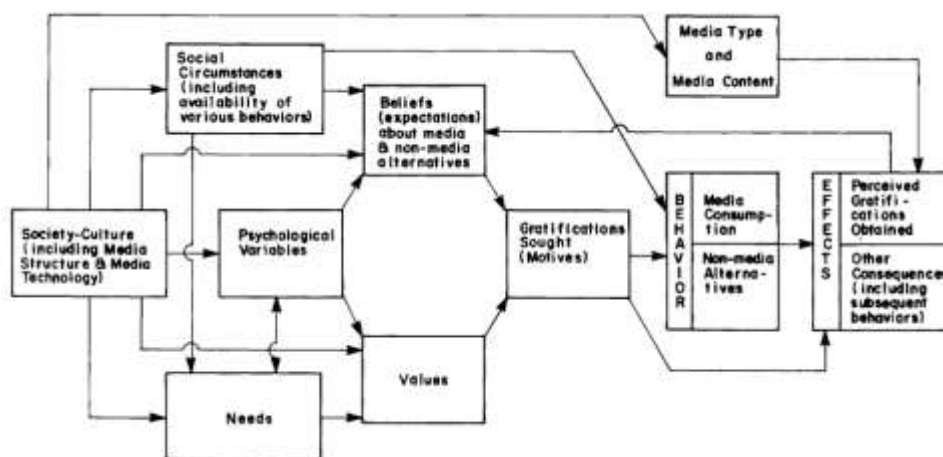 Social
Circumstances
(including
availability of
various behaviors)
Media Type
and
Media Content
Beliefs
(expectations)
about media
& non-media
alternatives
Society-Culture
(including Media
Structure & Media
Technology)
Psychological
Variables
Gratifications
Sought
(Motives)
BEHAVIOR
Media
Consump-
tion
Non-media
Alterna-
tives
EFFECTS
Perceived
Gratifi-
cations
Obtained
Other
Consequences
(including
subsequent
behaviors)
Needs
Values